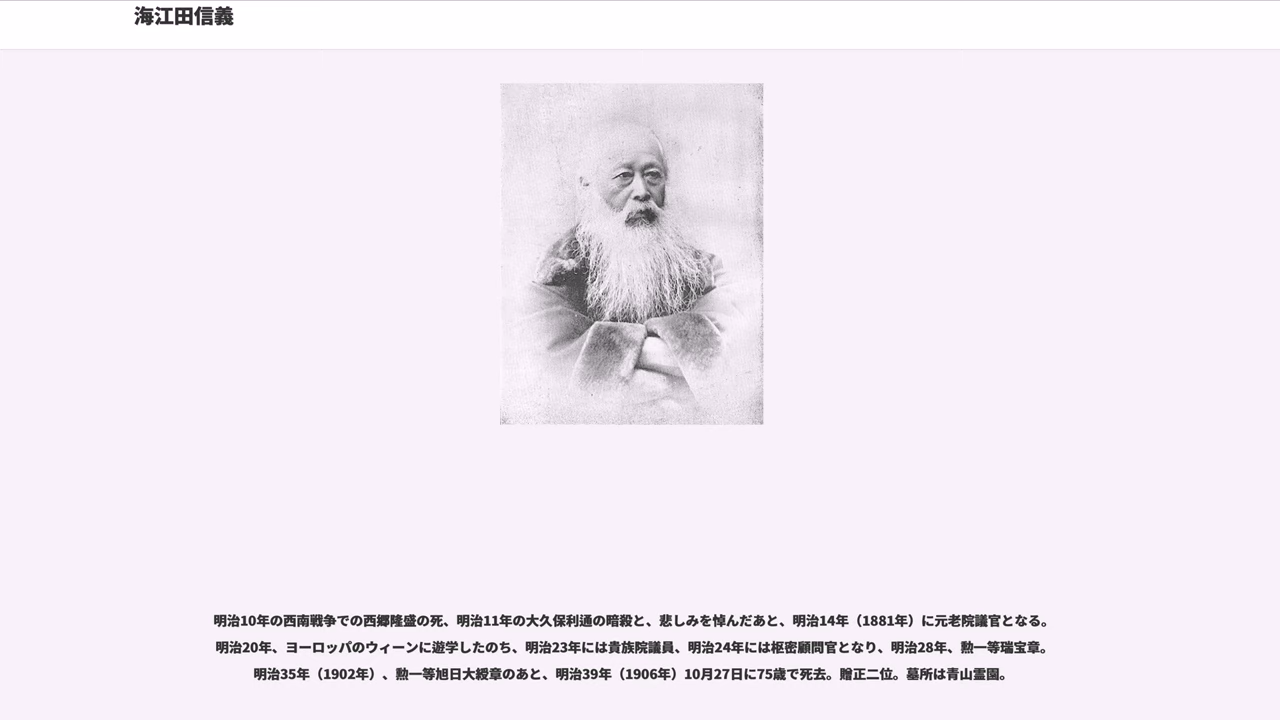 海江田信義
明治10年の西南戦争での西郷隆盛の死、明治11年の大久保利通の暗殺と、悲しみを悼んだあと、明治14年（1881年）に元老院議官となる。
明治20年、ヨーロッパのウィーンに遊学したのち、明治23年には貴族院議員、明治24年には枢密顧問官となり、明治28年、勲一等瑞宝章。
明治35年（1902年）、勲一等旭日大綬章のあと、明治39年（1906年）10月27日に75歳で死去。贈正二位。墓所は青山霊園。